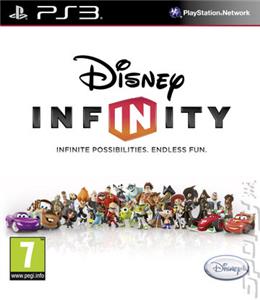 PS3
PlayStation Network
Disney
INFINITY
INFINITE POSSIBILITIES. ENDLESS FUN.
7
www.pegi.info
Disney